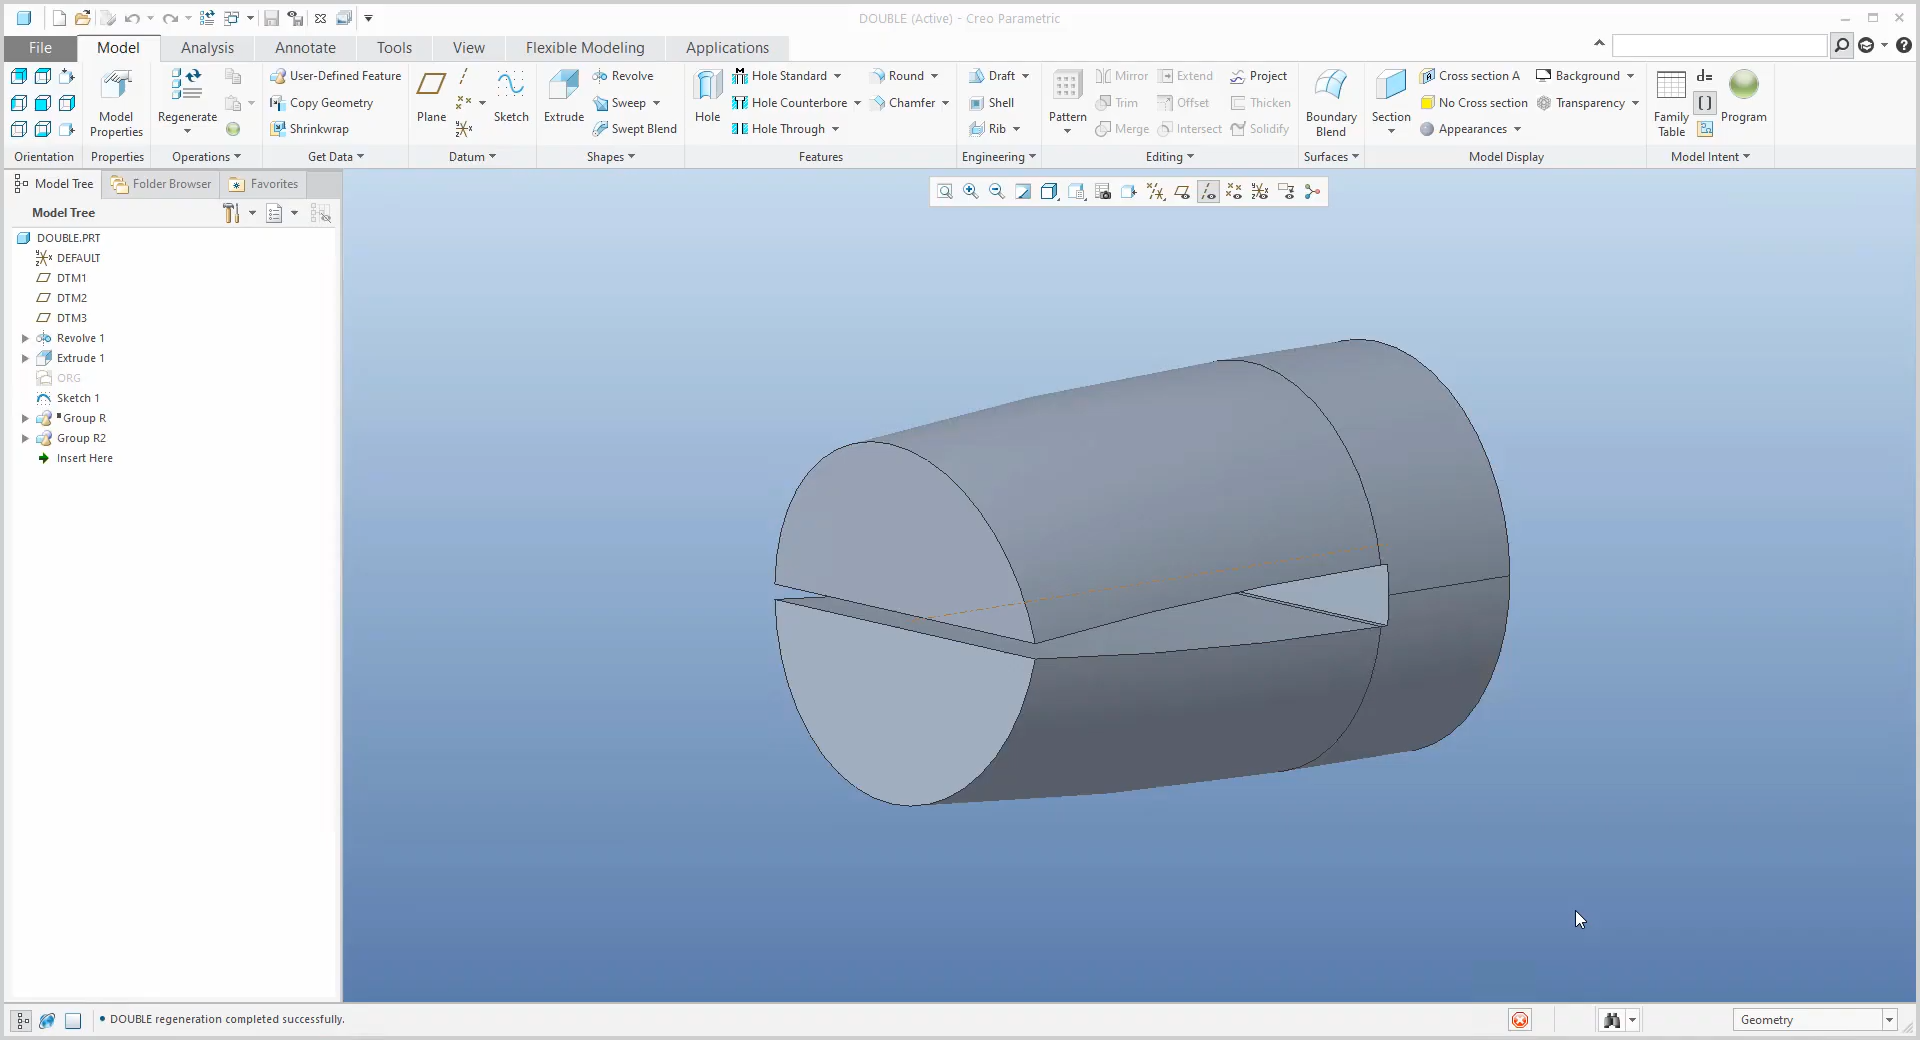 DOUBLE (Active) - Creo Parametric
File Model Analysis Annotate Tools View Flexible Modeling Applications
Model Properties
Regenerate
User-Defined Feature
Copy Geometry
Shrinkwrap
Plane
Sketch
Extrude
Revolve
Sweep
Swept Blend
Hole
Hole Standard
Hole Counterbore
Hole Through
Round
Chamfer
Draft
Shell
Rib
Pattern
Mirror
Extend
Project
Trim
Offset
Thicken
Merge
Intersect
Solidify
Boundary Blend
Section
Cross section A
No Cross section
Appearances
Background
Transparency
Family Table
d=
[ ]
Program
Orientation Properties Operations Get Data Datum Shapes Features Engineering Editing Surfaces Model Display Model Intent
Model Tree Folder Browser Favorites
Model Tree
DOUBLE.PRT
DEFAULT
DTM1
DTM2
DTM3
Revolve 1
Extrude 1
ORG
Sketch 1
Group R
Group R2
Insert Here
• DOUBLE regeneration completed successfully.
Geometry